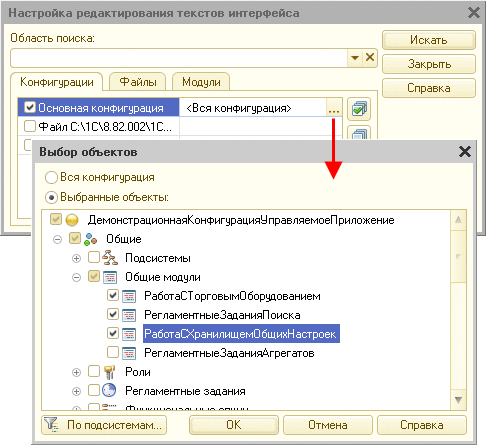 Настройка редактирования текстов интерфейса
Область поиска:
Искать
Закрыть
Справка
Конфигурации
Файлы
Модули
Основная конфигурация
<Вся конфигурация>
...
Файл C:\1C\8.82.002\1C...
Выбор объектов
Вся конфигурация
Выбранные объекты:
ДемонстрационнаяКонфигурацияУправляемоеПриложение
Общие
Подсистемы
Общие модули
РаботаСТорговымОборудованием
РегламентныеЗаданияПоиска
РаботаСХранилищемОбщихНастроек
РегламентныеЗаданияАгрегатов
Роли
Регламентные задания
По подсистемам...
OK
Отмена
Справка